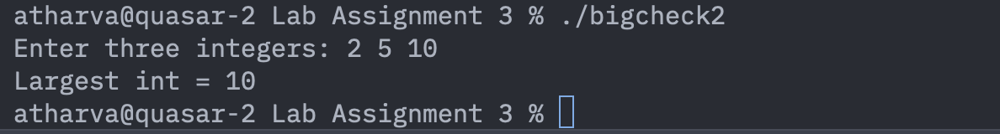 atharva@quasar-2 Lab Assignment 3 % ./bigcheck2
Enter three integers: 2 5 10
Largest int = 10
atharva@quasar-2 Lab Assignment 3 %